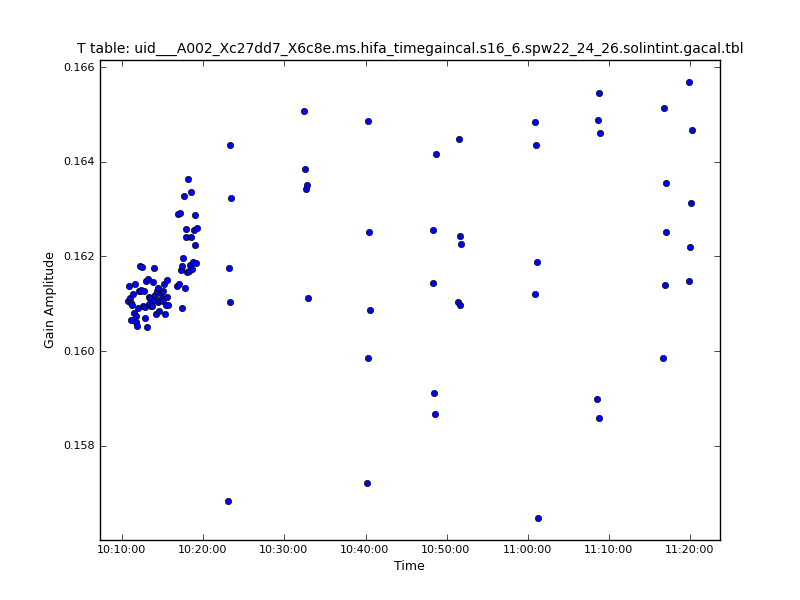 T table: uid___A002_Xc27dd7_X6c8e.ms.hifa_timegaincal.s16_6.spw22_24_26.solintint.gacal.tbl
0.166
0.164
0.162
0.160
0.158
Gain Amplitude
10:10:00 10:20:00 10:30:00 10:40:00 10:50:00 11:00:00 11:10:00 11:20:00
Time